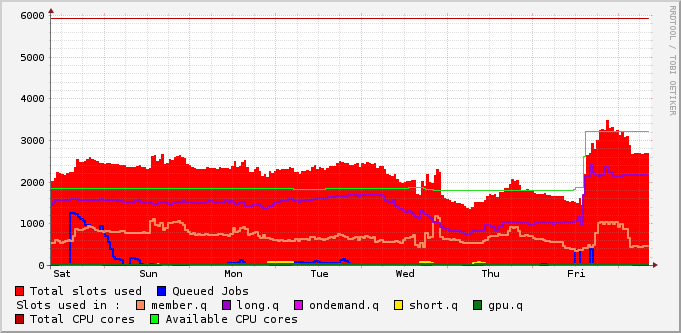 6000
5000
4000
3000
2000
1000
0
Sat Sun Mon Tue Wed Thu Fri
RRDTOOL / TOBI OETIKER
Total slots used Queued Jobs
Slots used in : member.q long.q ondemand.q short.q gpu.q
Total CPU cores Available CPU cores